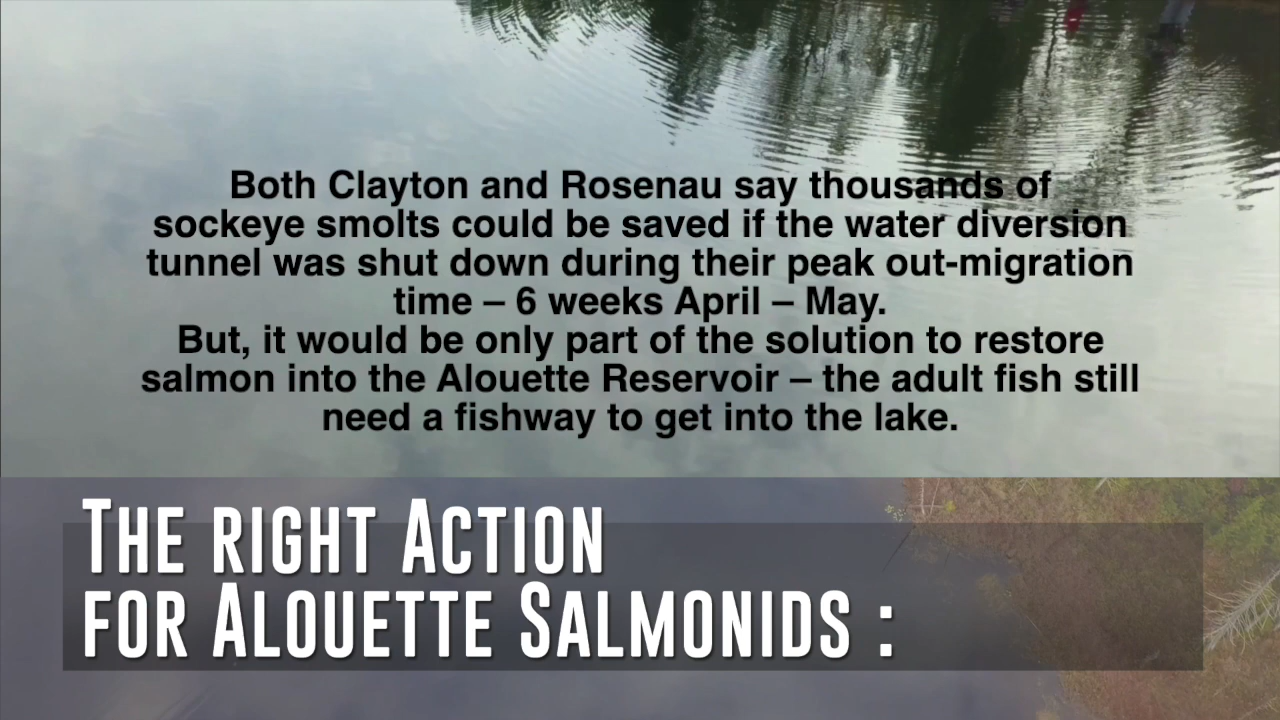 Both Clayton and Rosenau say thousands of
sockeye smolts could be saved if the water diversion
tunnel was shut down during their peak out-migration
time – 6 weeks April – May.
But, it would be only part of the solution to restore
salmon into the Alouette Reservoir – the adult fish still
need a fishway to get into the lake.
The right Action
for Alouette Salmonids :